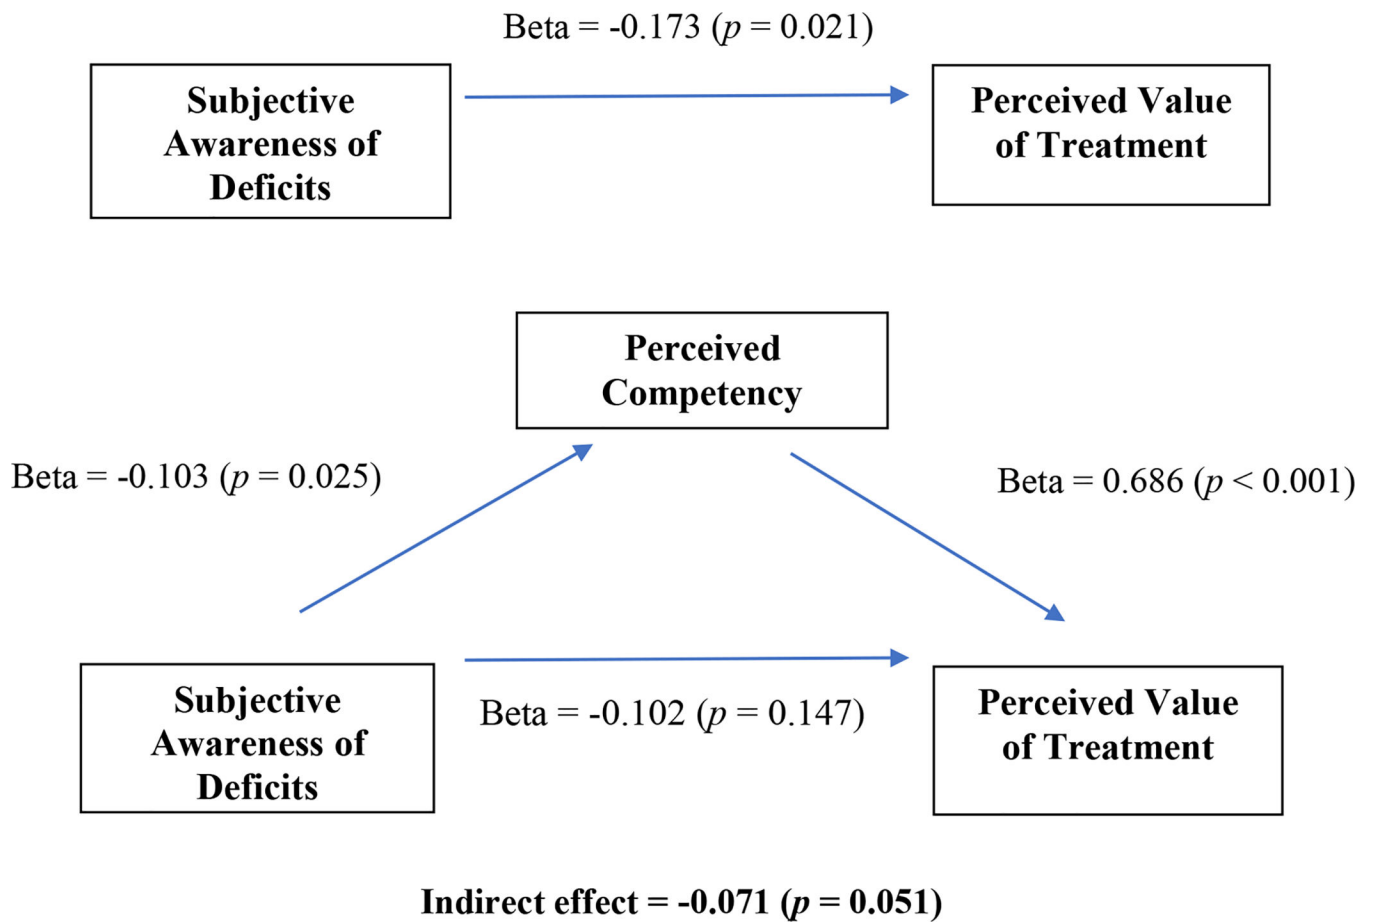 Beta = -0.173 (p = 0.021)
Subjective
Awareness of
Deficits
Perceived Value
of Treatment
Perceived
Competency
Beta = -0.103 (p = 0.025)
Beta = 0.686 (p < 0.001)
Subjective
Awareness of
Deficits
Beta = -0.102 (p = 0.147)
Perceived Value
of Treatment
Indirect effect = -0.071 (p = 0.051)